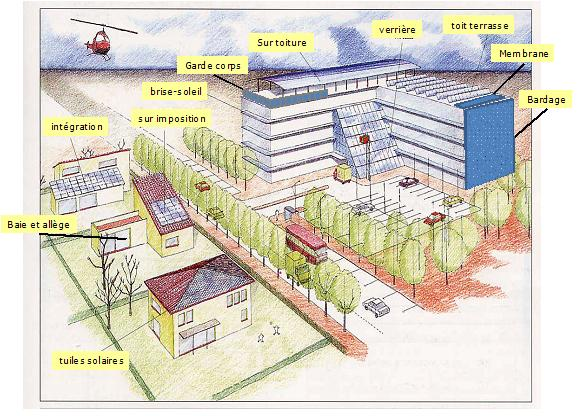 toit terrasse
verrière
Sur toiture
Membrane
Garde corps
brise-soleil
Bardage
sur imposition
intégration
Baie et allège
tuiles solaires